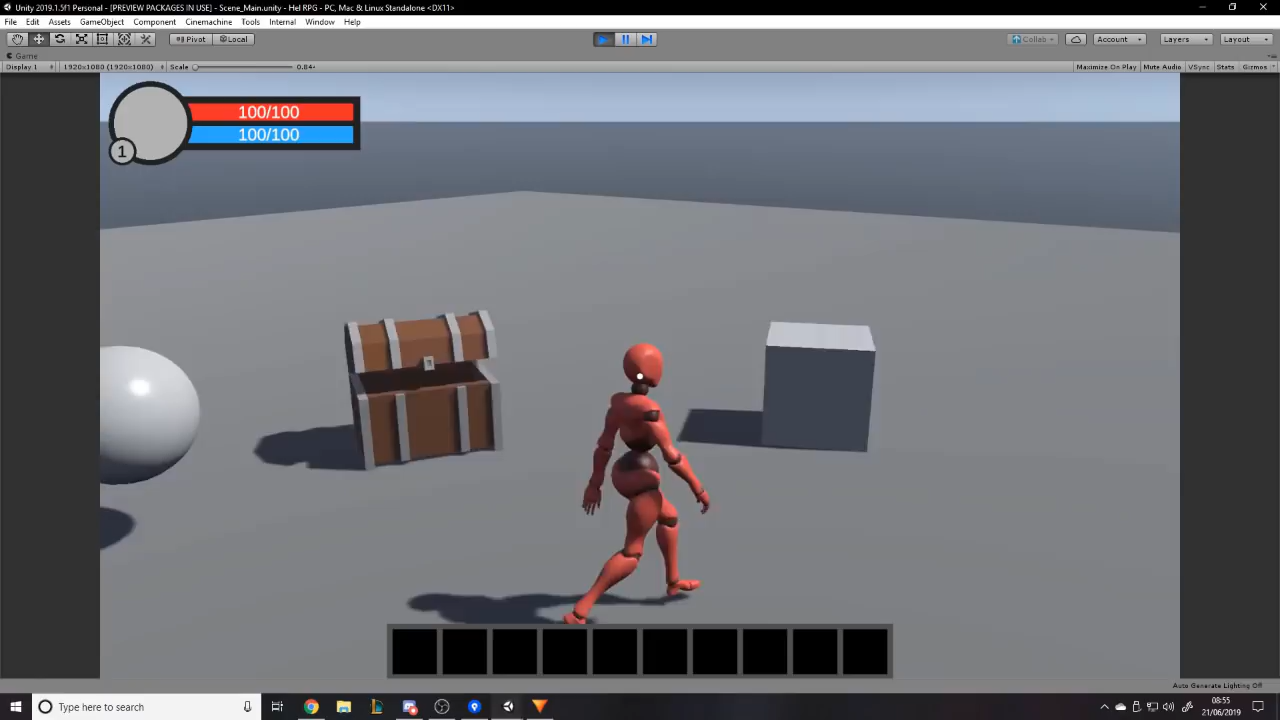 Unity 2019.1.5f1 Personal - [PREVIEW PACKAGES IN USE] - Scene_Main.unity - Hel RPG - PC, Mac & Linux Standalone <DX11>
File Edit Assets GameObject Component Cinemachine Tools Internal Window Help
Pivot Local Collab Account Layers Layout
Game
Display 1 1920x1080 (1920x1080) Scale 0.84× Maximize On Play Mute Audio VSync Stats Gizmos
100/100
100/100
1
Auto Generate Lighting Off
Type here to search
08:55
21/06/2019